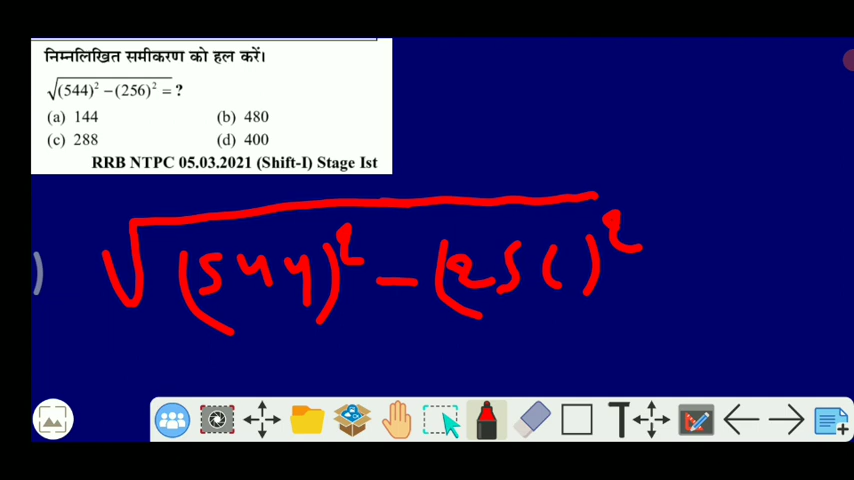 निम्नलिखित समीकरण को हल करें।
√(544)² – (256)² = ?
(a) 144 (b) 480
(c) 288 (d) 400
RRB NTPC 05.03.2021 (Shift-I) Stage Ist
√(544)² – (256)²
)
T